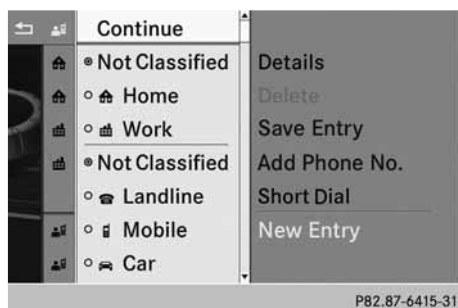 Continue
Not Classified
Home
Work
Not Classified
Landline
Mobile
Car
Details
Delete
Save Entry
Add Phone No.
Short Dial
New Entry
P82.87-6415-31